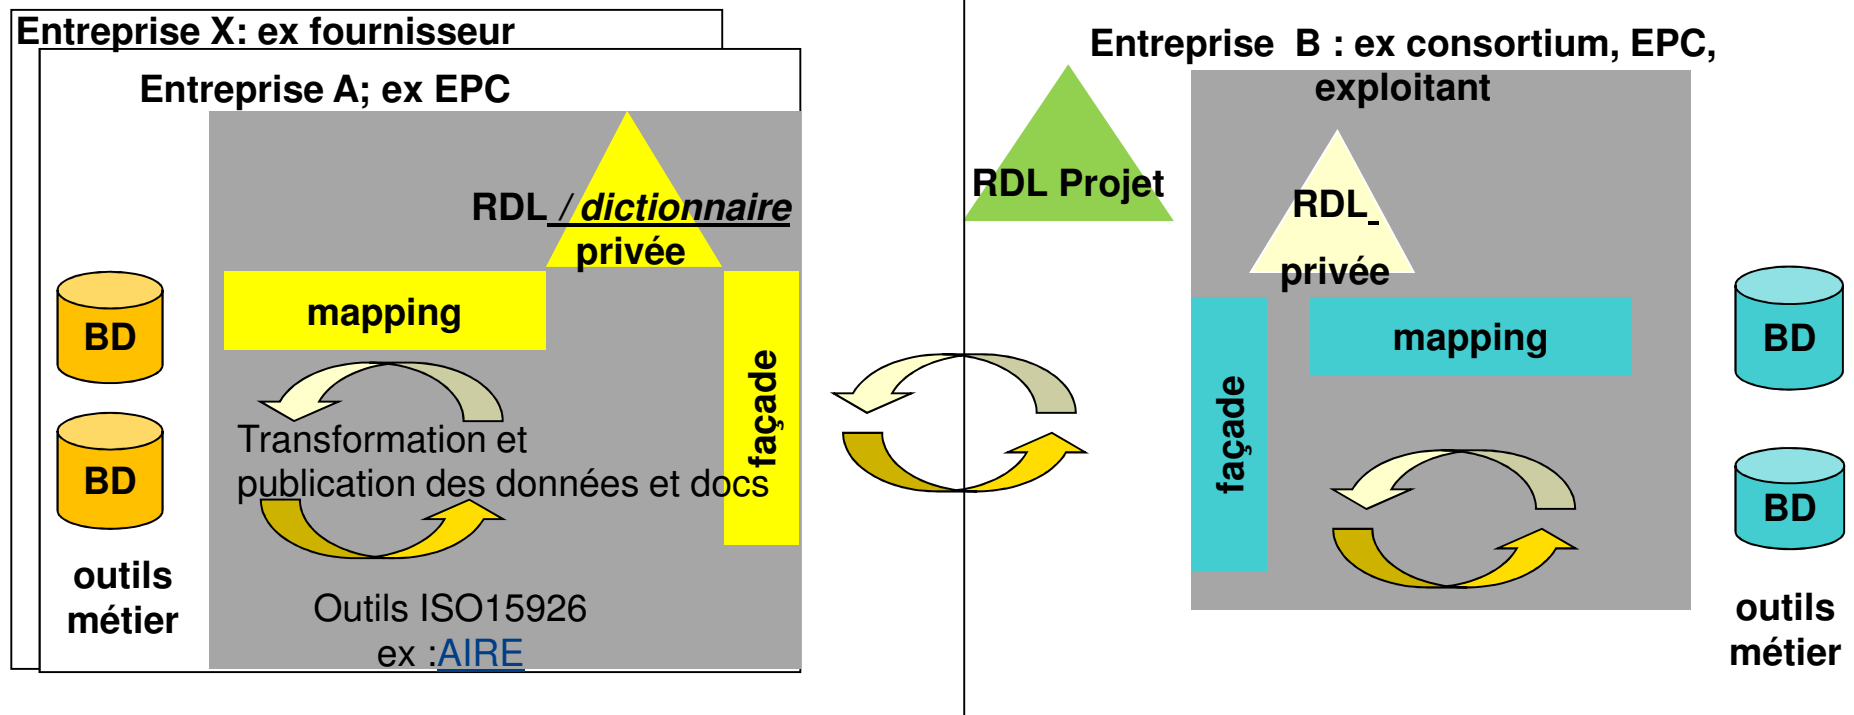 Entreprise X: ex fournisseur
Entreprise A; ex EPC
RDL / dictionnaire
privée
mapping
façade
BD
BD
Transformation et
publication des données et docs
outils
métier
Outils ISO15926
ex :AIRE
RDL Projet
Entreprise B : ex consortium, EPC,
exploitant
RDL
privée
façade
mapping
BD
BD
outils
métier